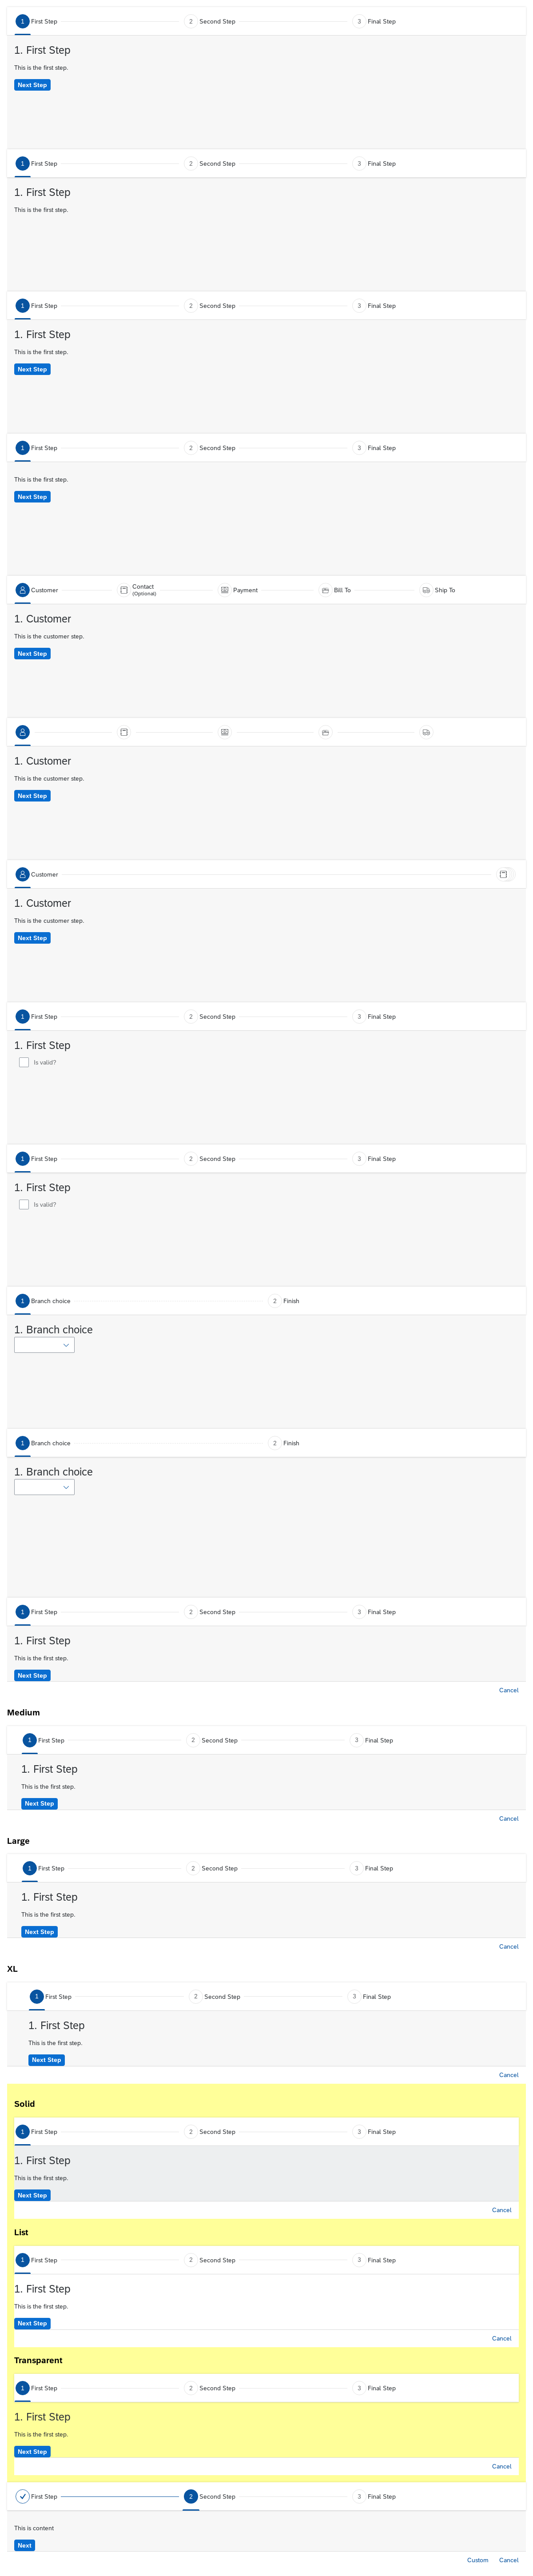 1 First Step 2 Second Step 3 Final Step
1. First Step
This is the first step.
Next Step
1 First Step 2 Second Step 3 Final Step
1. First Step
This is the first step.
1 First Step 2 Second Step 3 Final Step
1. First Step
This is the first step.
Next Step
1 First Step 2 Second Step 3 Final Step
This is the first step.
Next Step
Customer Contact Payment Bill To Ship To
(Optional)
1. Customer
This is the customer step.
Next Step
1. Customer
This is the customer step.
Next Step
Customer
1. Customer
This is the customer step.
Next Step
1 First Step 2 Second Step 3 Final Step
1. First Step
Is valid?
1 First Step 2 Second Step 3 Final Step
1. First Step
Is valid?
1 Branch choice 2 Finish
1. Branch choice
1 Branch choice 2 Finish
1. Branch choice
1 First Step 2 Second Step 3 Final Step
1. First Step
This is the first step.
Next Step
Cancel
Medium
1 First Step 2 Second Step 3 Final Step
1. First Step
This is the first step.
Next Step
Cancel
Large
1 First Step 2 Second Step 3 Final Step
1. First Step
This is the first step.
Next Step
Cancel
XL
1 First Step 2 Second Step 3 Final Step
1. First Step
This is the first step.
Next Step
Cancel
Solid
1 First Step 2 Second Step 3 Final Step
1. First Step
This is the first step.
Next Step
Cancel
List
1 First Step 2 Second Step 3 Final Step
1. First Step
This is the first step.
Next Step
Cancel
Transparent
1 First Step 2 Second Step 3 Final Step
1. First Step
This is the first step.
Next Step
Cancel
First Step 2 Second Step 3 Final Step
This is content
Next
Custom Cancel